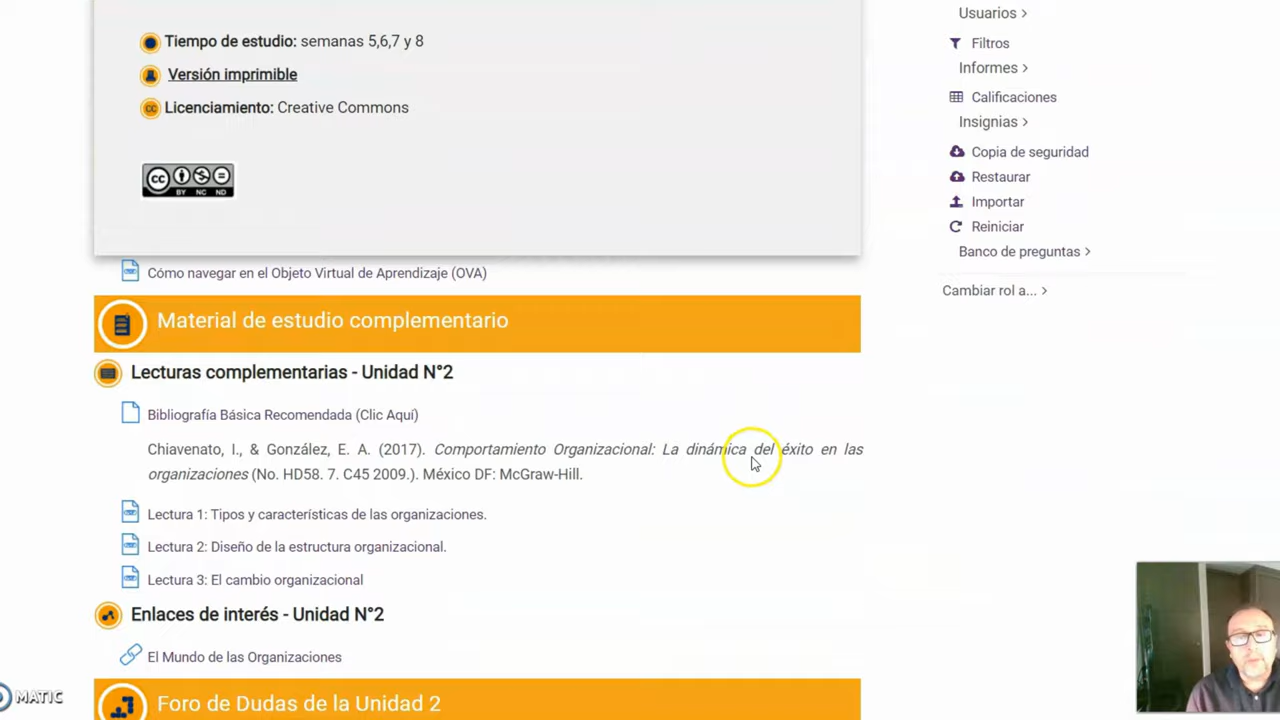 Usuarios >
Tiempo de estudio: semanas 5,6,7 y 8
Filtros
Versión imprimible
Informes >
Licenciamiento: Creative Commons
Calificaciones
Insignias >
Copia de seguridad
cc
BY NC ND
Restaurar
Importar
Reiniciar
Banco de preguntas >
Cómo navegar en el Objeto Virtual de Aprendizaje (OVA)
Cambiar rol a... >
Material de estudio complementario
Lecturas complementarias - Unidad N°2
Bibliografía Básica Recomendada (Clic Aquí)
Chiavenato, I., & González, E. A. (2017). Comportamiento Organizacional: La dinámica del éxito en las
organizaciones (No. HD58. 7. C45 2009.). México DF: McGraw-Hill.
Lectura 1: Tipos y características de las organizaciones.
Lectura 2: Diseño de la estructura organizacional.
Lectura 3: El cambio organizacional
Enlaces de interés - Unidad N°2
El Mundo de las Organizaciones
MATIC
Foro de Dudas de la Unidad 2